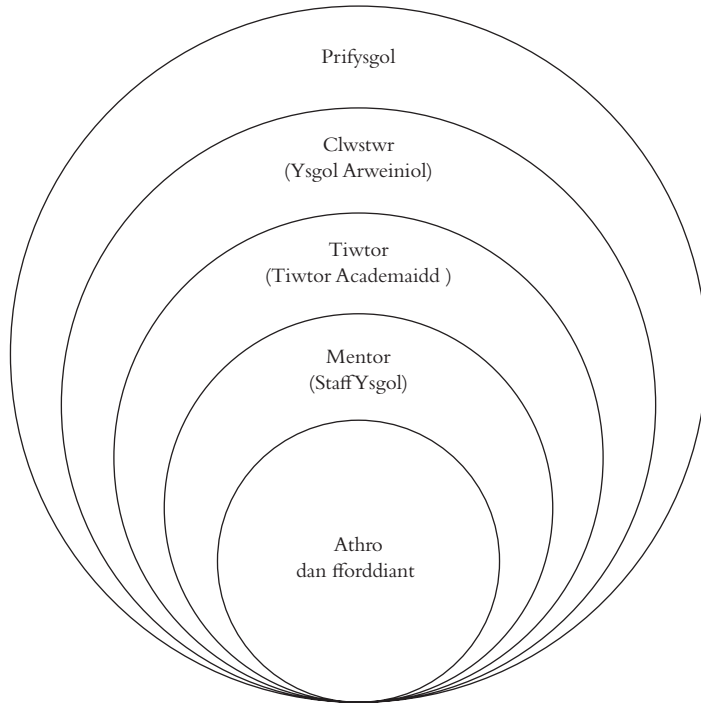 Prifysgol
Clwstwr
(Ysgol Arweiniol)
Tiwtor
(Tiwtor Academaidd )
Mentor
(Staff Ysgol)
Athro
dan fforddiant